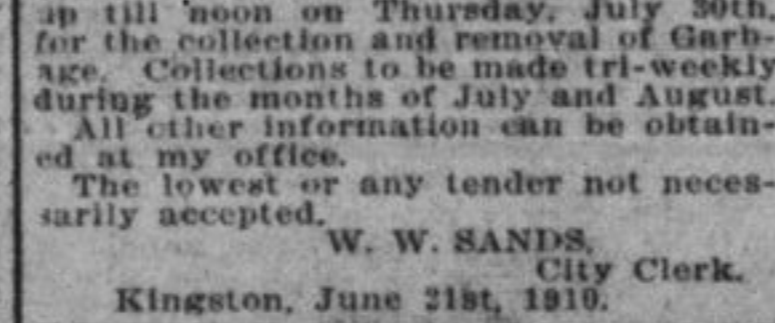 up till noon on Thursday, July 30th,
for the collection and removal of Garb-
age. Collections to be made tri-weekly
during the months of July and August.
All other information can be obtain-
ed at my office.
The lowest or any tender not neces-
sarily accepted.
W. W. SANDS,
City Clerk.
Kingston, June 21st, 1910.